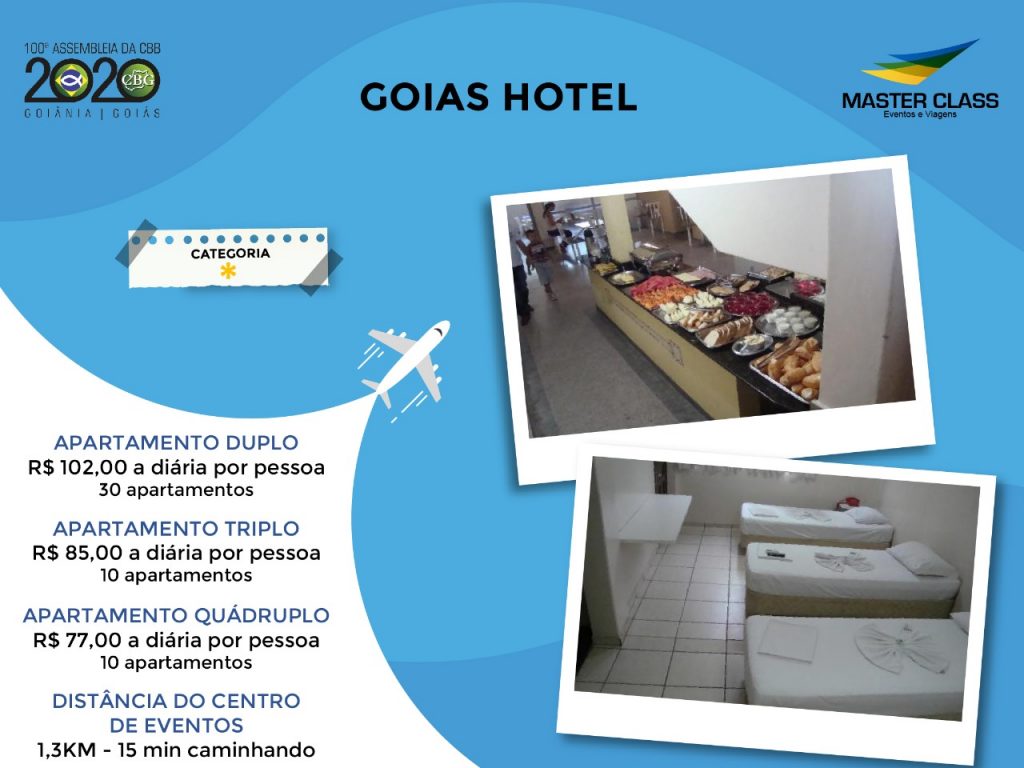 100ª ASSEMBLEIA DA CBB
2020
CBG
GOIÂNIA | GOIÁS
GOIAS HOTEL
MASTER CLASS
Eventos e Viagens
CATEGORIA
*
APARTAMENTO DUPLO
R$ 102,00 a diária por pessoa
30 apartamentos
APARTAMENTO TRIPLO
R$ 85,00 a diária por pessoa
10 apartamentos
APARTAMENTO QUÁDRUPLO
R$ 77,00 a diária por pessoa
10 apartamentos
DISTÂNCIA DO CENTRO
DE EVENTOS
1,3KM - 15 min caminhando